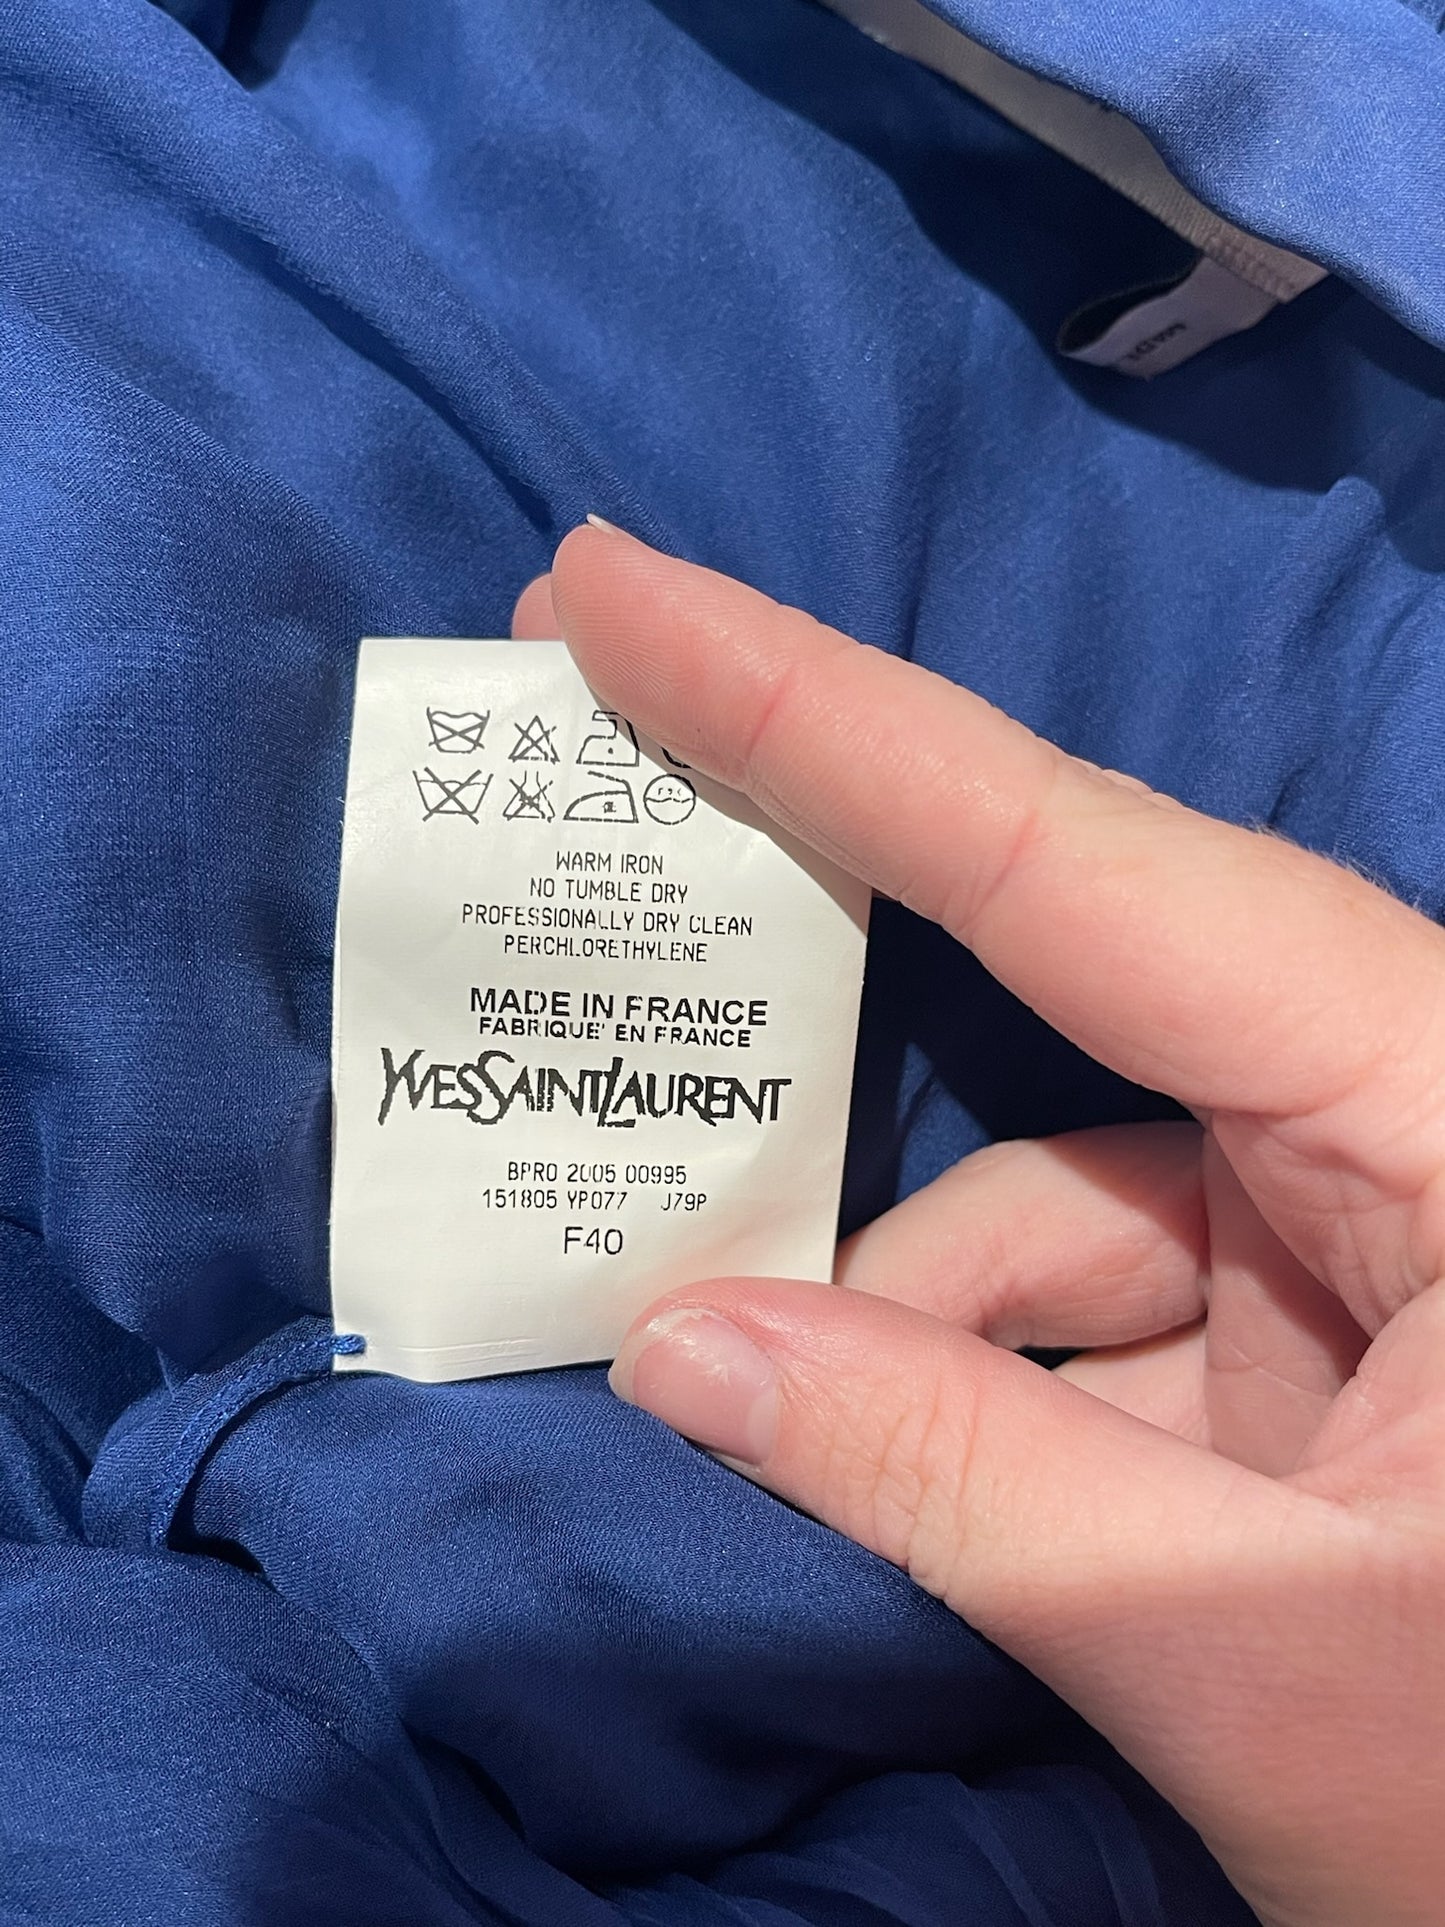 WARM IRON
NO TUMBLE DRY
PROFESSIONALLY DRY CLEAN
PERCHLORETHYLENE
MADE IN FRANCE
FABRIQUE' EN FRANCE
YVESSAINTLAURENT
BPRO 2005 00995
151805 YP077 J79P
F40